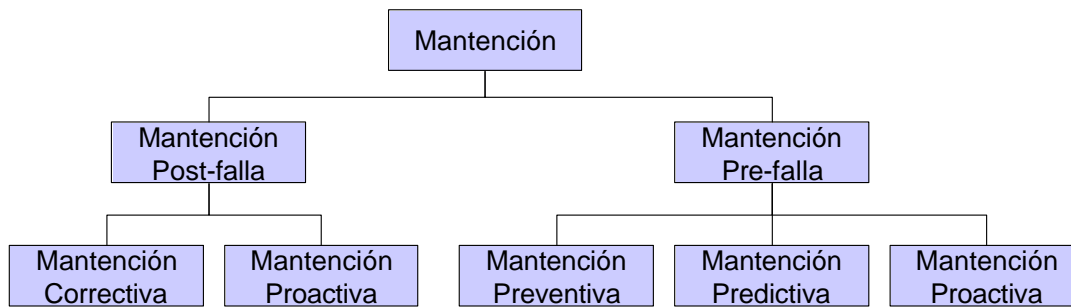 Mantención
Mantención
Post-falla
Mantención
Pre-falla
Mantención
Correctiva
Mantención
Proactiva
Mantención
Preventiva
Mantención
Predictiva
Mantención
Proactiva